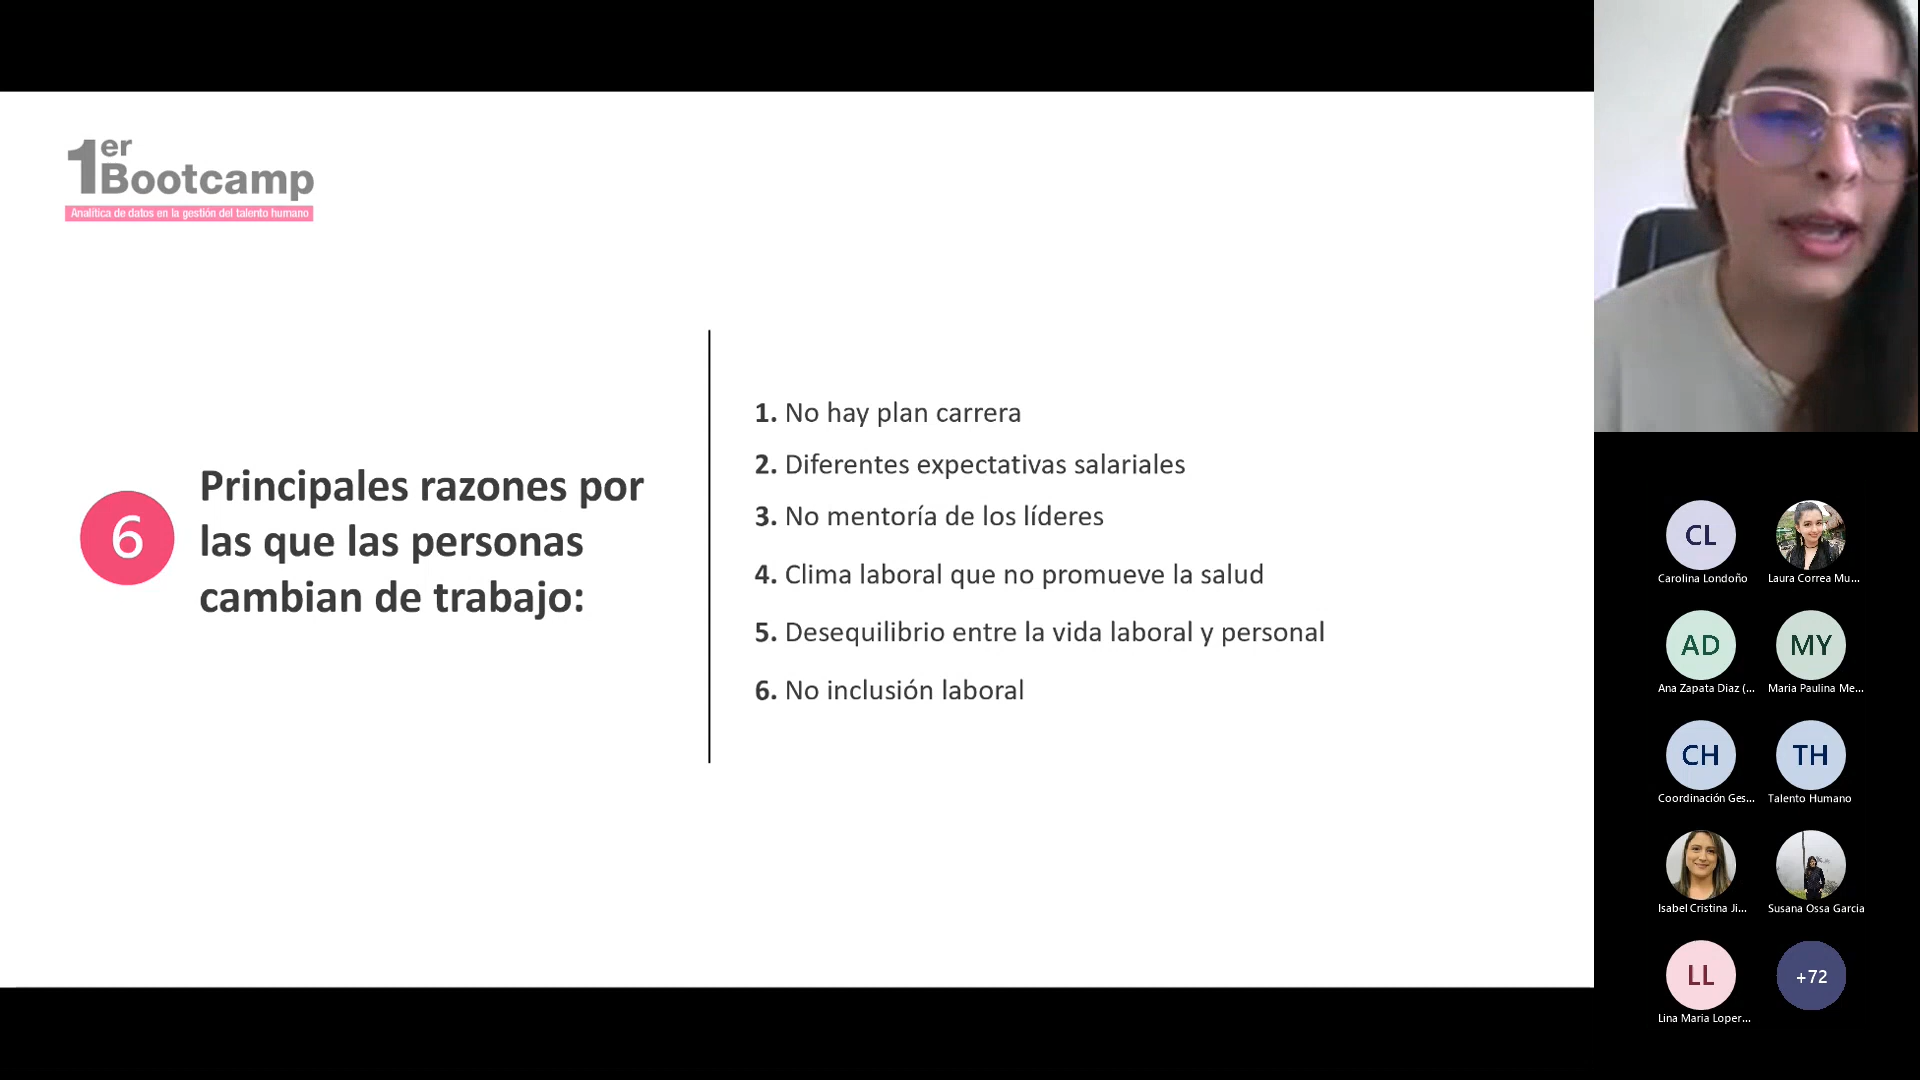 1er
Bootcamp
Analítica de datos en la gestión del talento humano
6
Principales razones por
las que las personas
cambian de trabajo:
1. No hay plan carrera
2. Diferentes expectativas salariales
3. No mentoría de los líderes
4. Clima laboral que no promueve la salud
5. Desequilibrio entre la vida laboral y personal
6. No inclusión laboral
CL
Carolina Londoño
Laura Correa Mu...
AD
Ana Zapata Diaz (...
MY
Maria Paulina Me...
CH
Coordinación Ges...
TH
Talento Humano
Isabel Cristina Ji...
Susana Ossa Garcia
LL
Lina Maria Loper...
+72